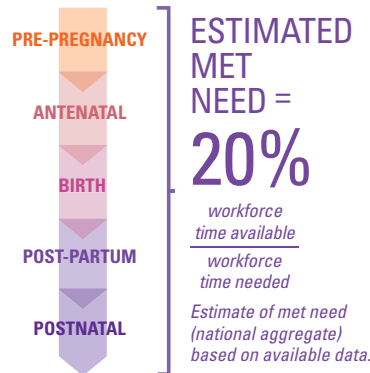 PRE-PREGNANCY
ANTENATAL
BIRTH
POST-PARTUM
POSTNATAL
ESTIMATED
MET
NEED =
20%
workforce
time available
workforce
time needed
Estimate of met need
(national aggregate)
based on available data.